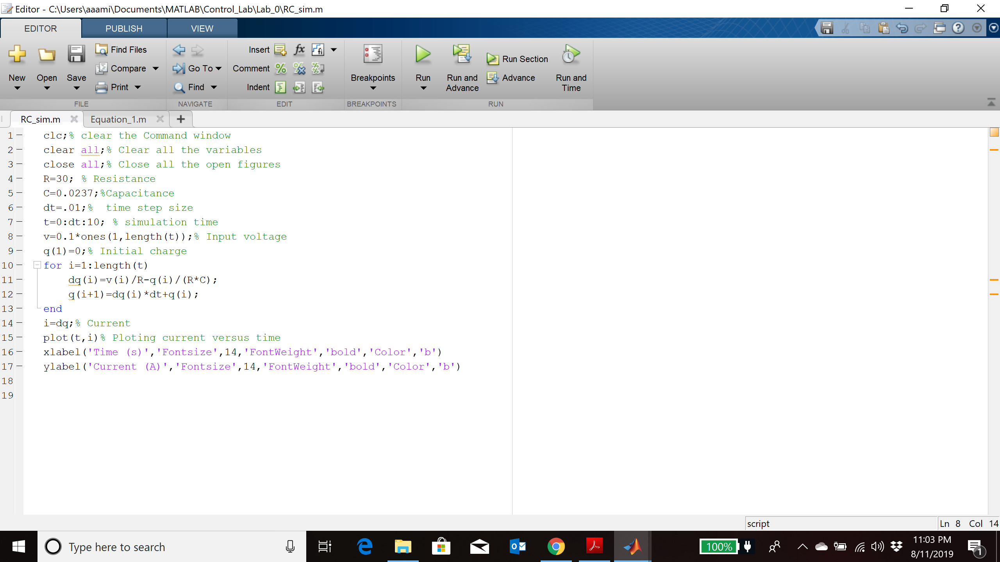 Editor - C:\Users\aaami\Documents\MATLAB\Control_Lab\Lab_0\RC_sim.m
EDITOR PUBLISH VIEW
New Open Save Find Files Compare Print
Go To Find
Insert fx fi
Comment
Indent
Breakpoints
Run Run and Advance Run Section Advance Run and Time
FILE NAVIGATE EDIT BREAKPOINTS RUN
RC_sim.m Equation_1.m +
1 clc;% clear the Command window
2 clear all;% Clear all the variables
3 close all;% Close all the open figures
4 R=30; % Resistance
5 C=0.0237;%Capacitance
6 dt=.01;%  time step size
7 t=0:dt:10; % simulation time
8 v=0.1*ones(1,length(t));% Input voltage
9 q(1)=0;% Initial charge
10 for i=1:length(t)
11     dq(i)=v(i)/R-q(i)/(R*C);
12     q(i+1)=dq(i)*dt+q(i);
13 end
14 i=dq;% Current
15 plot(t,i)% Ploting current versus time
16 xlabel('Time (s)','Fontsize',14,'FontWeight','bold','Color','b')
17 ylabel('Current (A)','Fontsize',14,'FontWeight','bold','Color','b')
18
19
script Ln 8 Col 14
Type here to search
100%
11:03 PM
8/11/2019
1